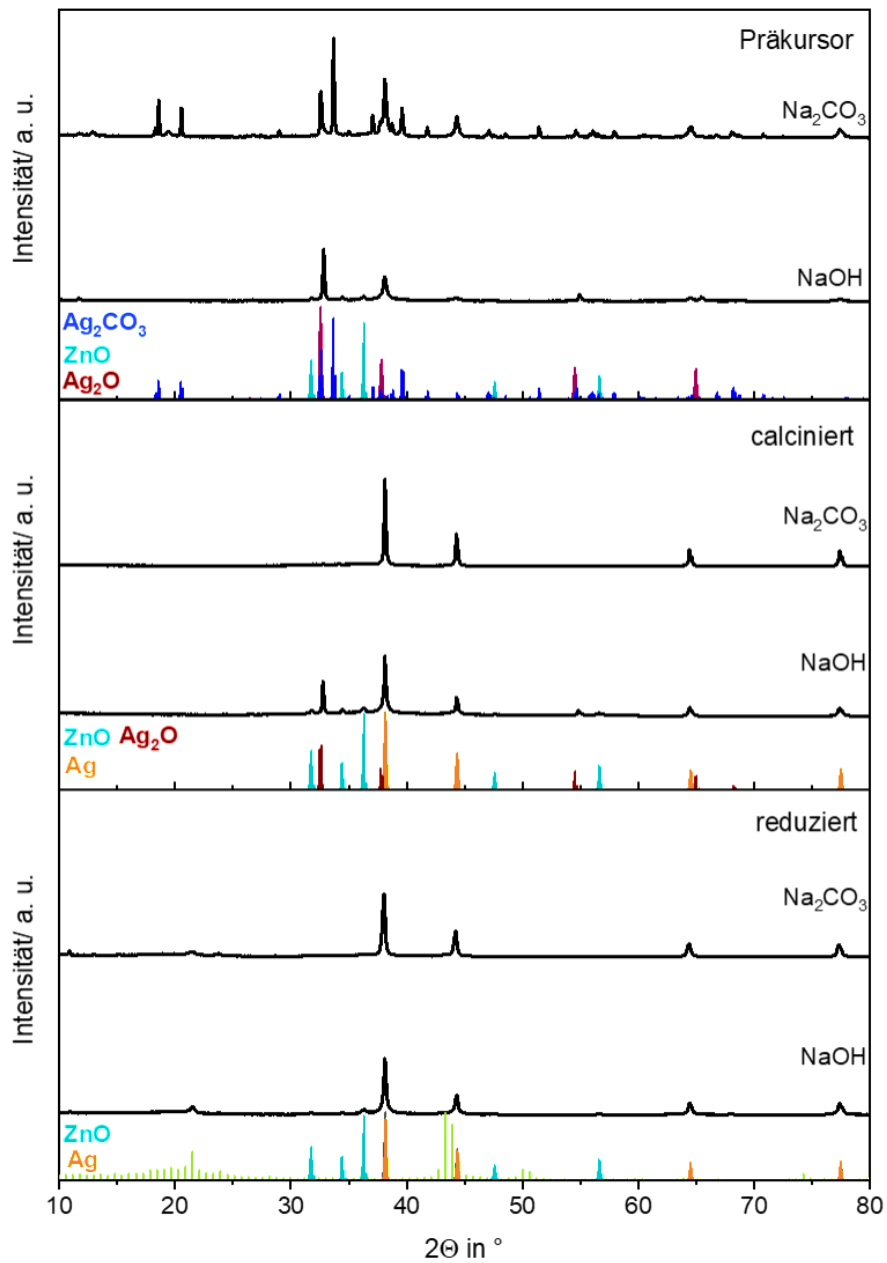 Präkursor
Na₂CO₃
NaOH
Intensität/ a. u.
Ag₂CO₃
ZnO
Ag₂O
calciniert
Na₂CO₃
NaOH
Intensität/ a. u.
ZnO Ag₂O
Ag
reduziert
Na₂CO₃
NaOH
Intensität/ a. u.
ZnO
Ag
10 20 30 40 50 60 70 80
2Θ in °